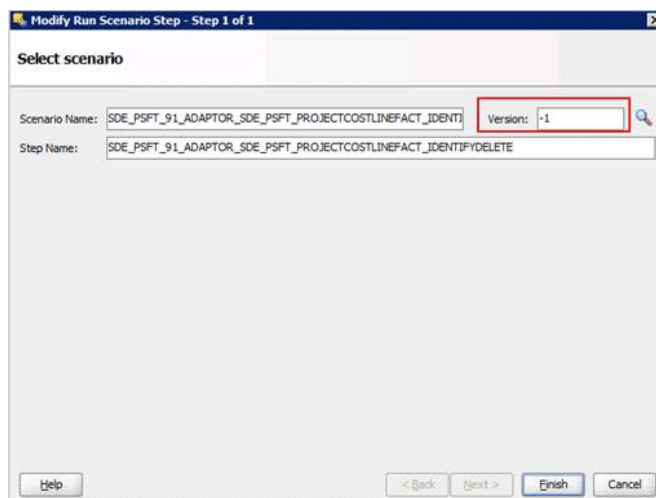 Modify Run Scenario Step - Step 1 of 1
Select scenario
Scenario Name: SDE_PSFT_91_ADAPTOR_SDE_PSFT_PROJECTCOSTLINEFACT_IDENTI Version: -1
Step Name: SDE_PSFT_91_ADAPTOR_SDE_PSFT_PROJECTCOSTLINEFACT_IDENTIFYDELETE
Help < Back Next > Finish Cancel